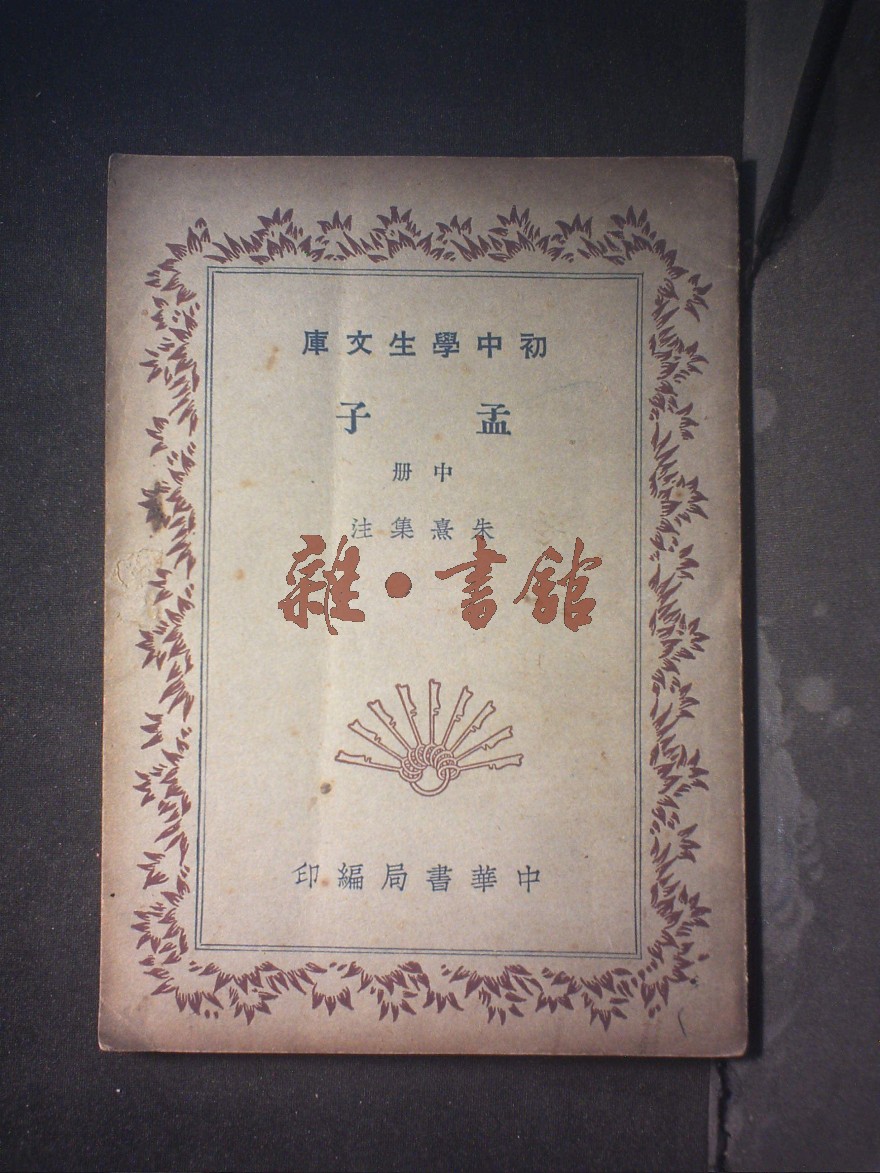 初中學生文庫
孟子
中册
朱熹集注
雜·書館
中華書局編印